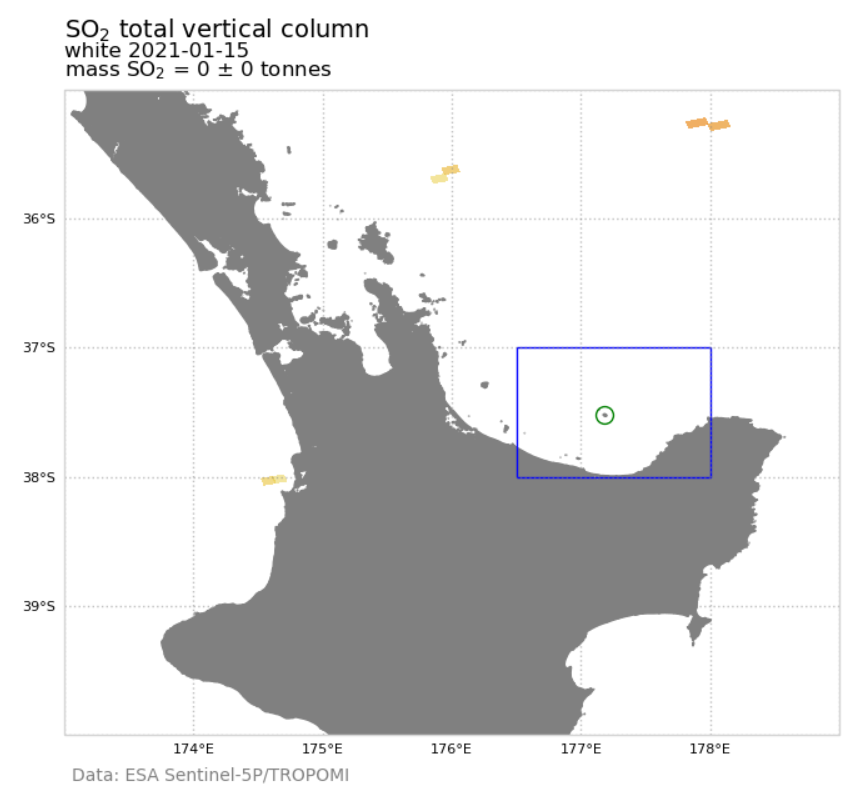 SO₂ total vertical column
white 2021-01-15
mass SO₂ = 0 ± 0 tonnes
36°S
37°S
38°S
39°S
174°E 175°E 176°E 177°E 178°E
Data: ESA Sentinel-5P/TROPOMI